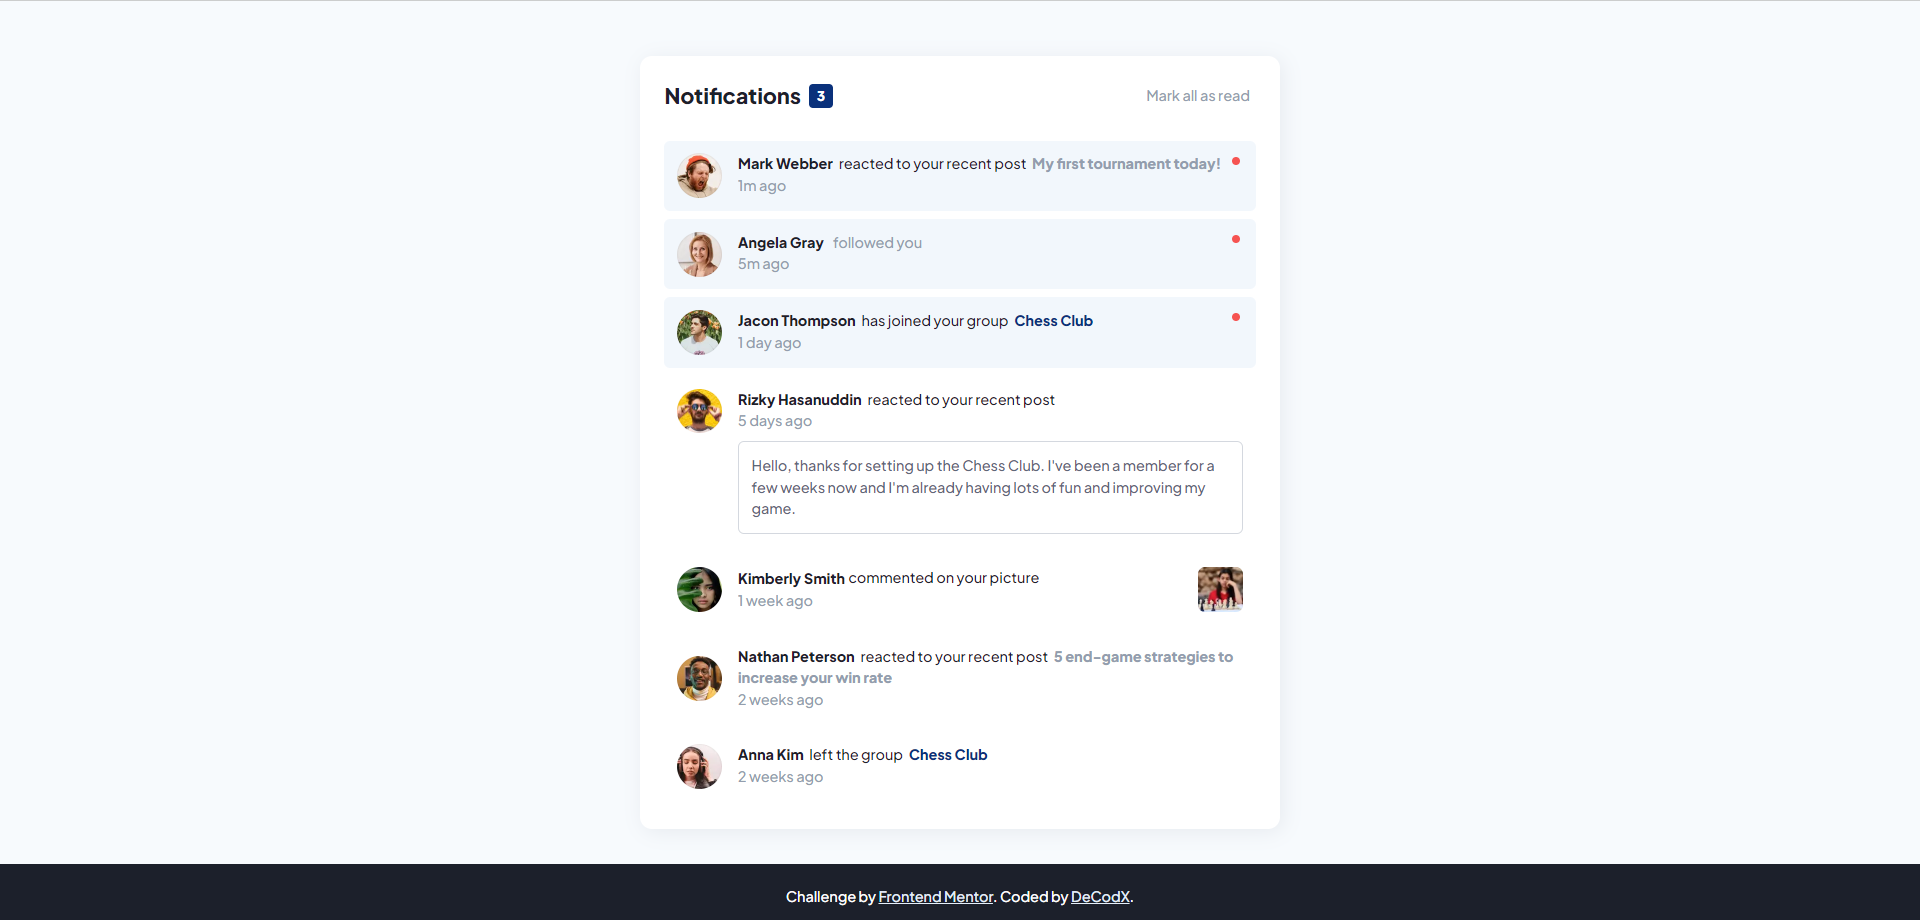 Notifications 3 Mark all as read
Mark Webber reacted to your recent post My first tournament today!
1m ago
Angela Gray followed you
5m ago
Jacon Thompson has joined your group Chess Club
1 day ago
Rizky Hasanuddin reacted to your recent post
5 days ago
Hello, thanks for setting up the Chess Club. I've been a member for a
few weeks now and I'm already having lots of fun and improving my
game.
Kimberly Smith commented on your picture
1 week ago
Nathan Peterson reacted to your recent post 5 end-game strategies to
increase your win rate
2 weeks ago
Anna Kim left the group Chess Club
2 weeks ago
Challenge by Frontend Mentor. Coded by DeCodX.